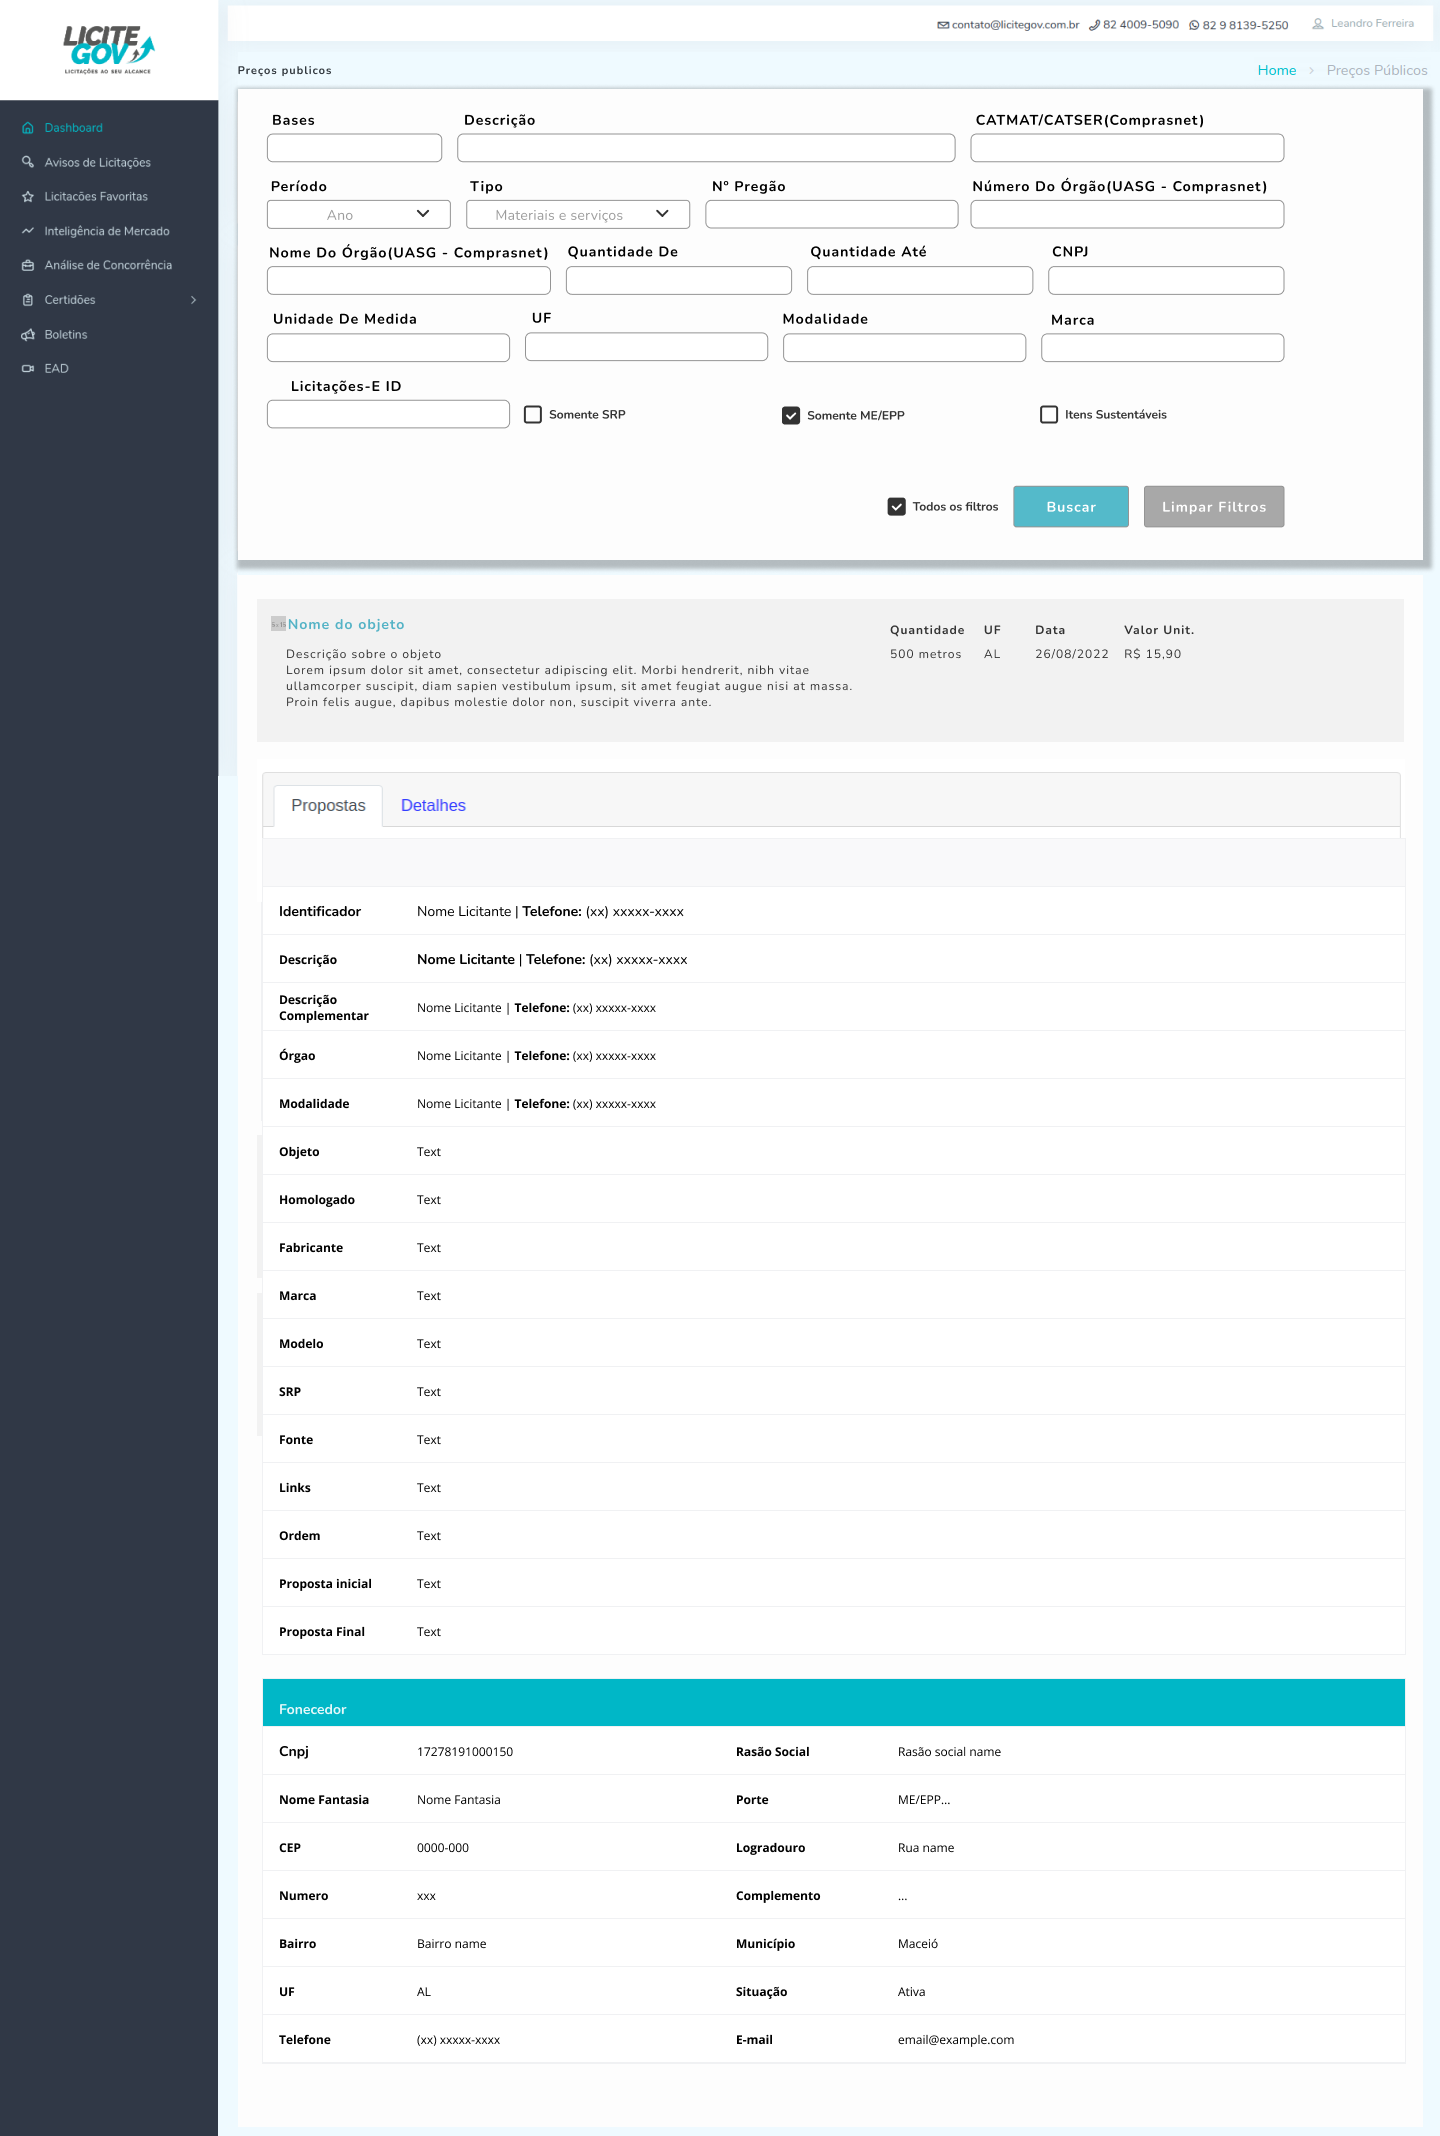 LICITE
GOV
LICITAÇÕES AO SEU ALCANCE
contato@licitegov.com.br 82 4009-5090 82 9 8139-5250 Leandro Ferreira
Preços publicos
Home > Preços Públicos
Dashboard
Avisos de Licitações
Licitacões Favoritas
Inteligência de Mercado
Análise de Concorrência
Certidões
Boletins
EAD
Bases Descrição CATMAT/CATSER(Comprasnet)
Período Tipo Nº Pregão Número Do Órgão(UASG - Comprasnet)
Ano Materiais e serviços
Nome Do Órgão(UASG - Comprasnet) Quantidade De Quantidade Até CNPJ
Unidade De Medida UF Modalidade Marca
Licitações-E ID
Somente SRP Somente ME/EPP Itens Sustentáveis
Todos os filtros Buscar Limpar Filtros
Nome do objeto
Quantidade UF Data Valor Unit.
500 metros AL 26/08/2022 R$ 15,90
Descrição sobre o objeto
Lorem ipsum dolor sit amet, consectetur adipiscing elit. Morbi hendrerit, nibh vitae
ullamcorper suscipit, diam sapien vestibulum ipsum, sit amet feugiat augue nisi at massa.
Proin felis augue, dapibus molestie dolor non, suscipit viverra ante.
Propostas Detalhes
Identificador Nome Licitante | Telefone: (xx) xxxxx-xxxx
Descrição Nome Licitante | Telefone: (xx) xxxxx-xxxx
Descrição
Complementar Nome Licitante | Telefone: (xx) xxxxx-xxxx
Órgao Nome Licitante | Telefone: (xx) xxxxx-xxxx
Modalidade Nome Licitante | Telefone: (xx) xxxxx-xxxx
Objeto Text
Homologado Text
Fabricante Text
Marca Text
Modelo Text
SRP Text
Fonte Text
Links Text
Ordem Text
Proposta inicial Text
Proposta Final Text
Fonecedor
Cnpj 17278191000150 Rasão Social Rasão social name
Nome Fantasia Nome Fantasia Porte ME/EPP...
CEP 0000-000 Logradouro Rua name
Numero xxx Complemento ...
Bairro Bairro name Município Maceió
UF AL Situação Ativa
Telefone (xx) xxxxx-xxxx E-mail email@example.com